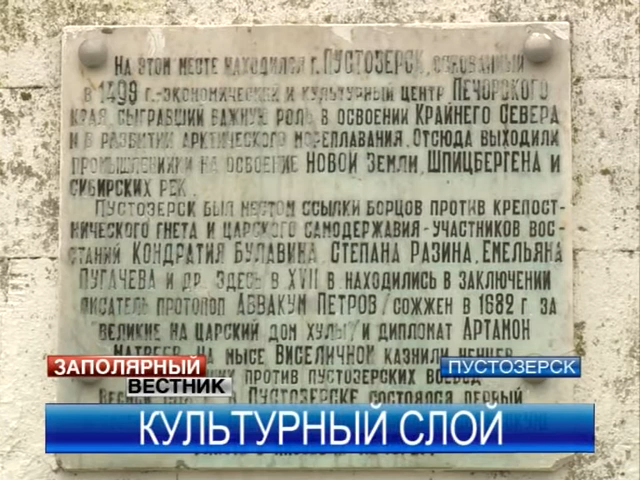 На этом месте находился г. Пустозерск, основанный
в 1499 г.-экономический и культурный центр Печорского
края, сыгравший важную роль в освоении Крайнего Севера
и в развитии арктического мореплавания. Отсюда выходили
промышленники на освоение Новой Земли, Шпицбергена и
сибирских рек.
Пустозерск был местом ссылки борцов против крепост-
нического гнета и царского самодержавия-участников вос-
станий Кондратия Булавина, Степана Разина, Емельяна
Пугачева и др. Здесь в XVII в. находились в заключении
писатель протопоп Аввакум Петров/сожжен в 1682 г. за
великие на царский дом хулы/и дипломат Артамон
Матвеев. На мысе Виселичном казнили ненцев,
против пустозерских воевод
Пустозерске состоялся первый
ЗАПОЛЯРНЫЙ
ВЕСТНИК
ПУСТОЗЕРСК
КУЛЬТУРНЫЙ СЛОЙ